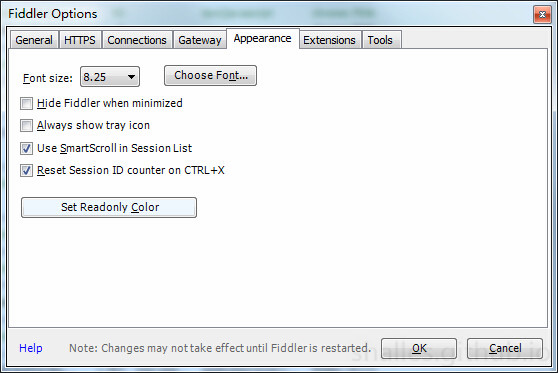 Fiddler Options
General HTTPS Connections Gateway Appearance Extensions Tools
Font size: 8.25 Choose Font...
Hide Fiddler when minimized
Always show tray icon
Use SmartScroll in Session List
Reset Session ID counter on CTRL+X
Set Readonly Color
Help Note: Changes may not take effect until Fiddler is restarted. OK Cancel